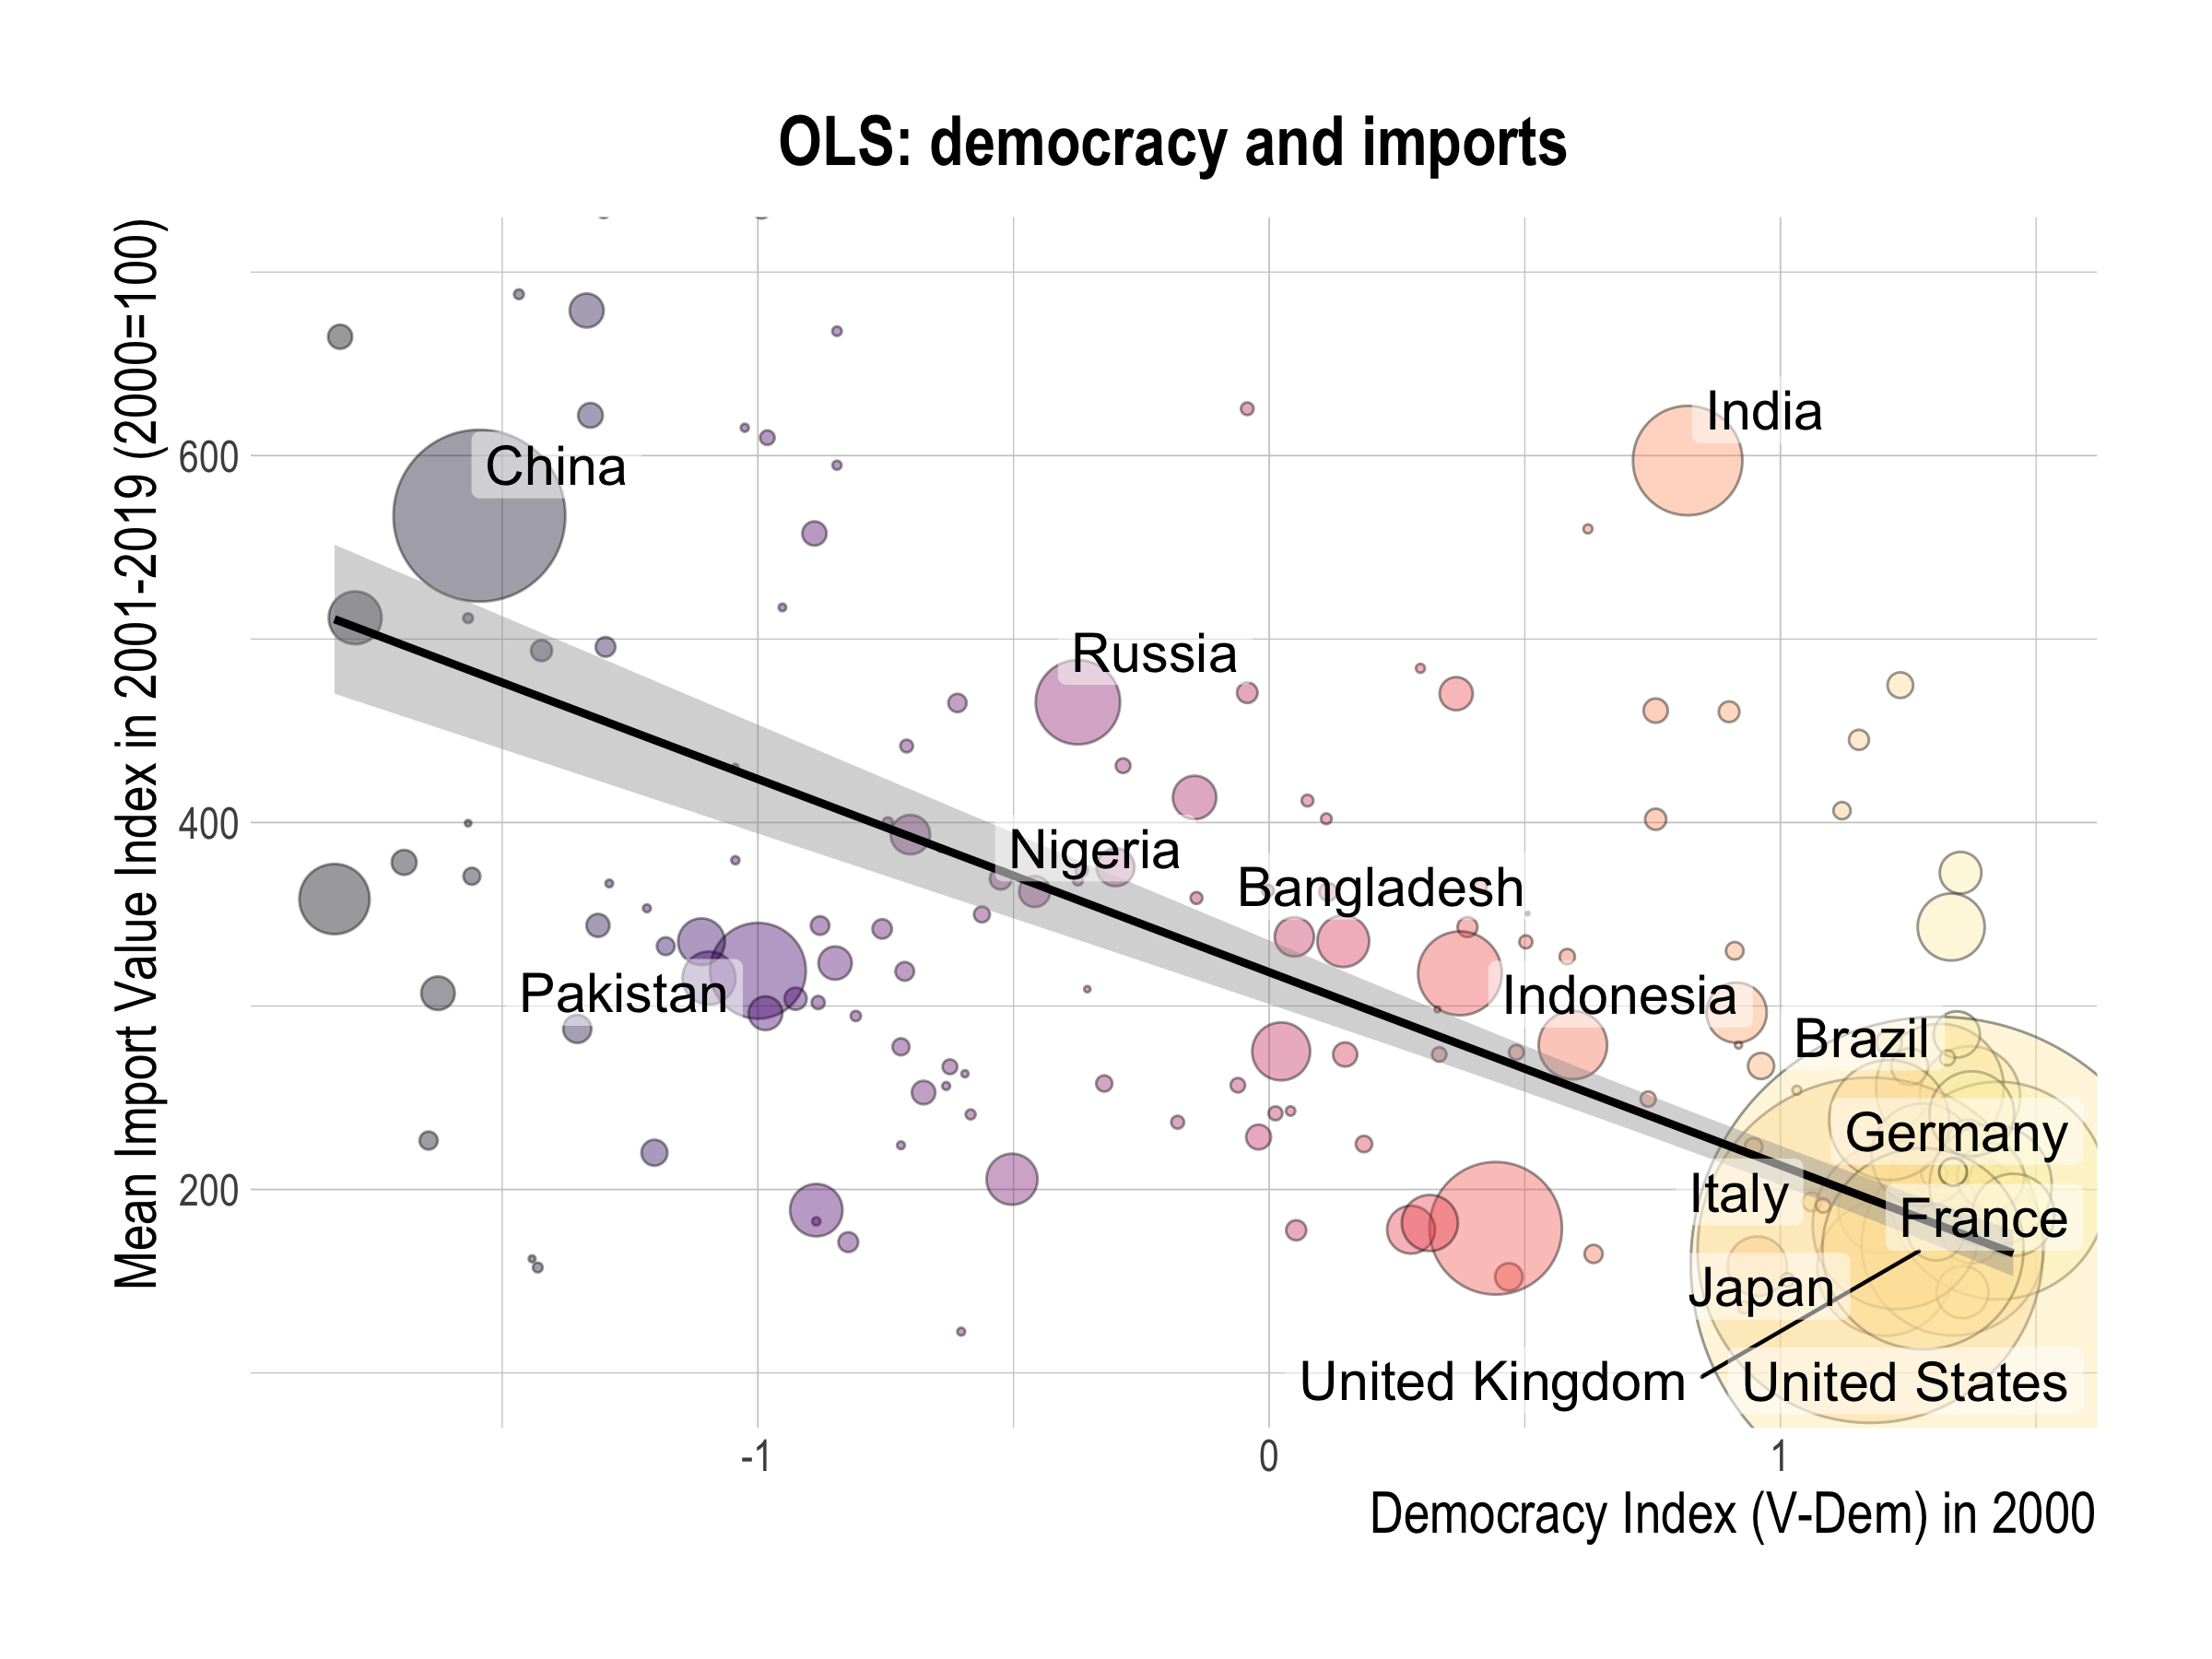 OLS: democracy and imports
Mean Import Value Index in 2001-2019 (2000=100)
600
400
200
India
China
Russia
Nigeria
Bangladesh
Pakistan
Indonesia
Brazil
Germany
Italy
France
Japan
United Kingdom
United States
-1
0
1
Democracy Index (V-Dem) in 2000